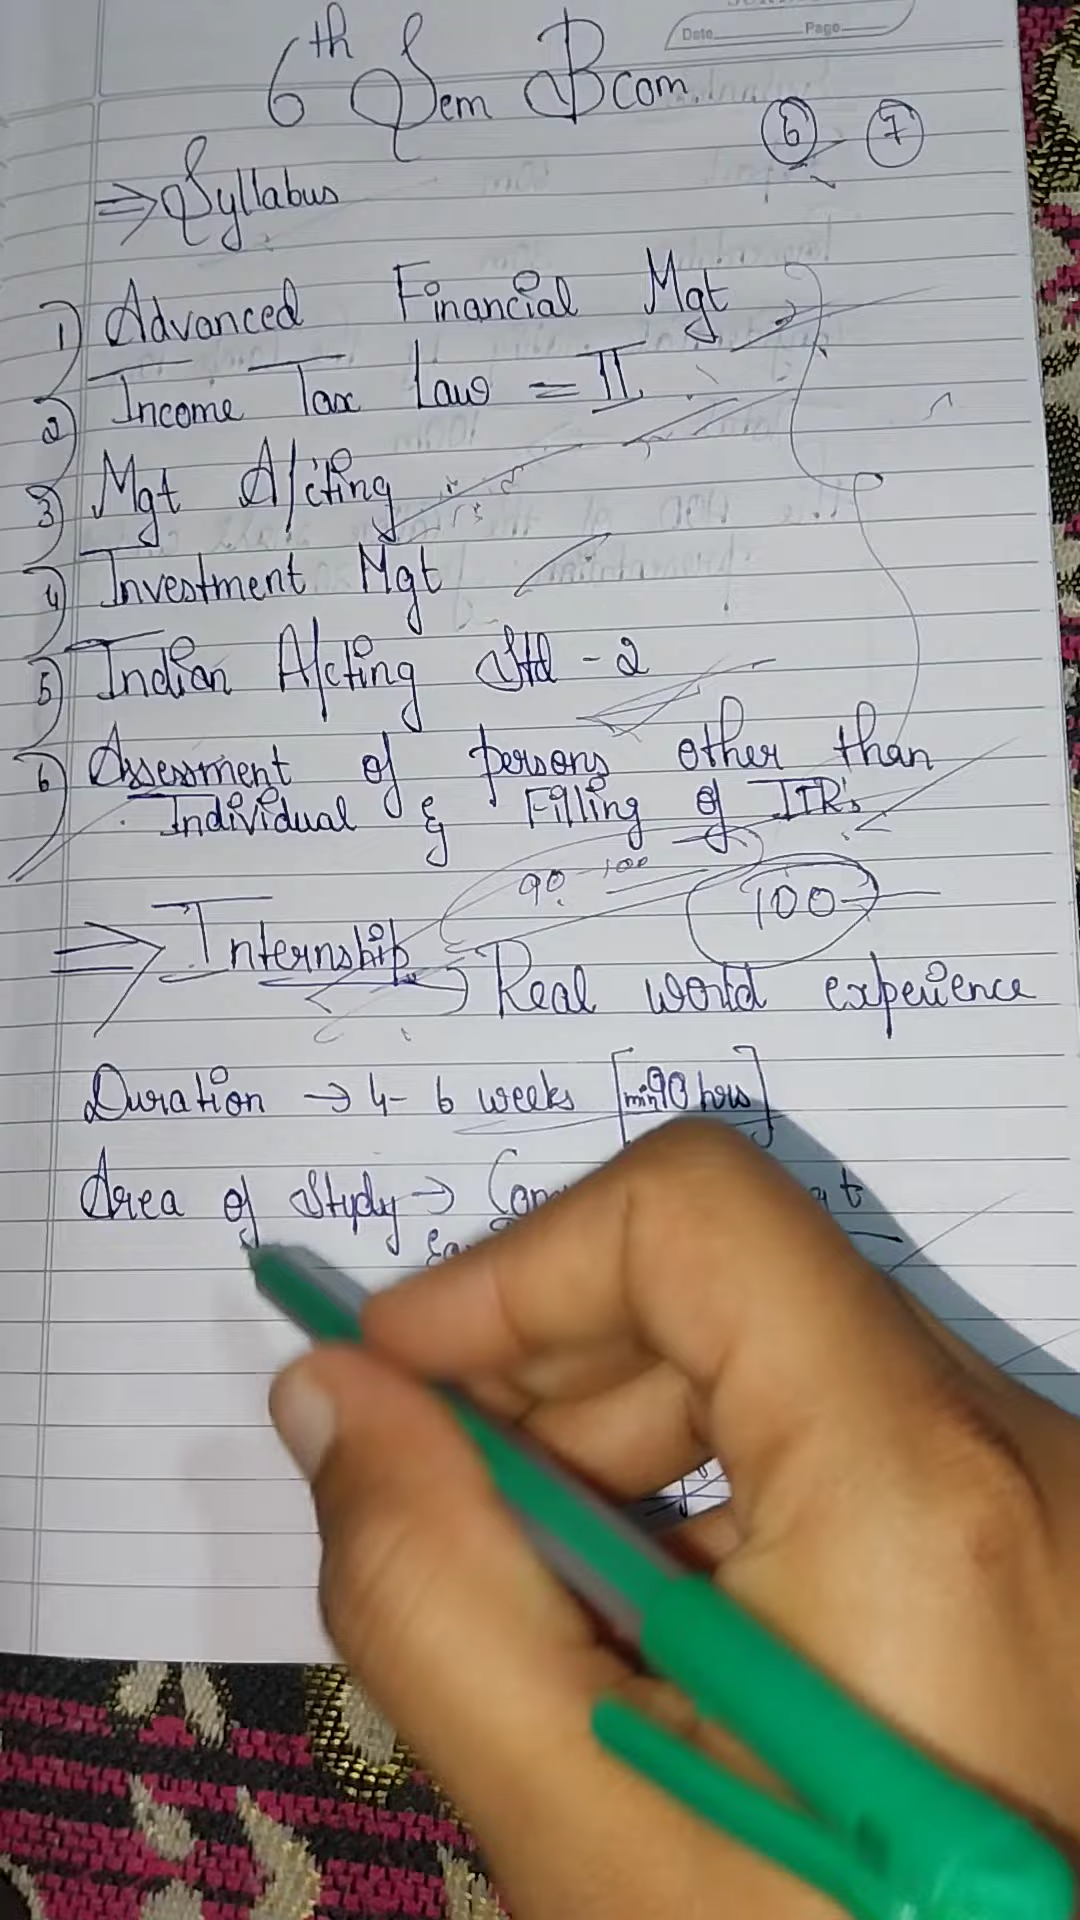 Date Page
6th Sem Bcom
6 7
⇒ Syllabus
1) Advanced Financial Mgt
2) Income Tax Law = II
3) Mgt A/cting
4) Investment Mgt
5) Indian A/cting Std - 2
6) Assessment of persons other than
Individual & Filling of ITR's
90 - 100 100
⇒ Internship → Real world experience
Duration → 4 - 6 weeks [min 90 hrs]
Area of Study →